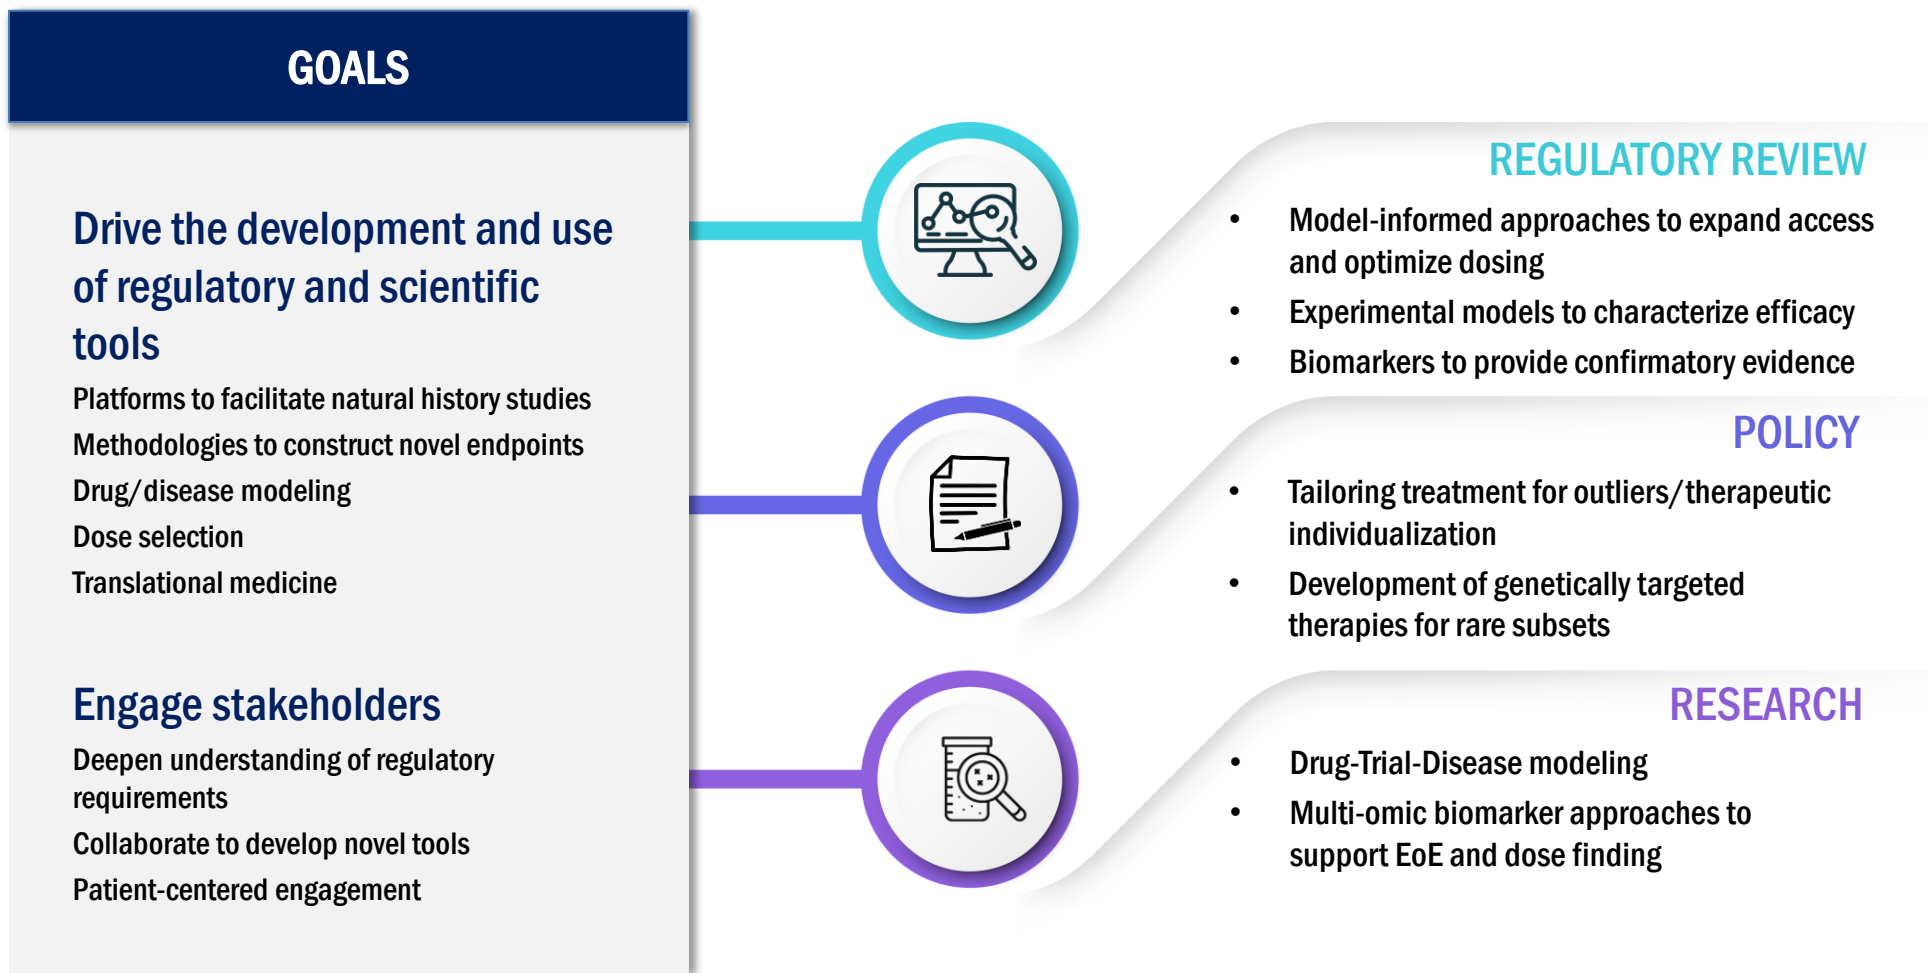 GOALS
Drive the development and use
of regulatory and scientific
tools
Platforms to facilitate natural history studies
Methodologies to construct novel endpoints
Drug/disease modeling
Dose selection
Translational medicine
Engage stakeholders
Deepen understanding of regulatory
requirements
Collaborate to develop novel tools
Patient-centered engagement
REGULATORY REVIEW
• Model-informed approaches to expand access
and optimize dosing
• Experimental models to characterize efficacy
• Biomarkers to provide confirmatory evidence
POLICY
• Tailoring treatment for outliers/therapeutic
individualization
• Development of genetically targeted
therapies for rare subsets
RESEARCH
• Drug-Trial-Disease modeling
• Multi-omic biomarker approaches to
support EoE and dose finding